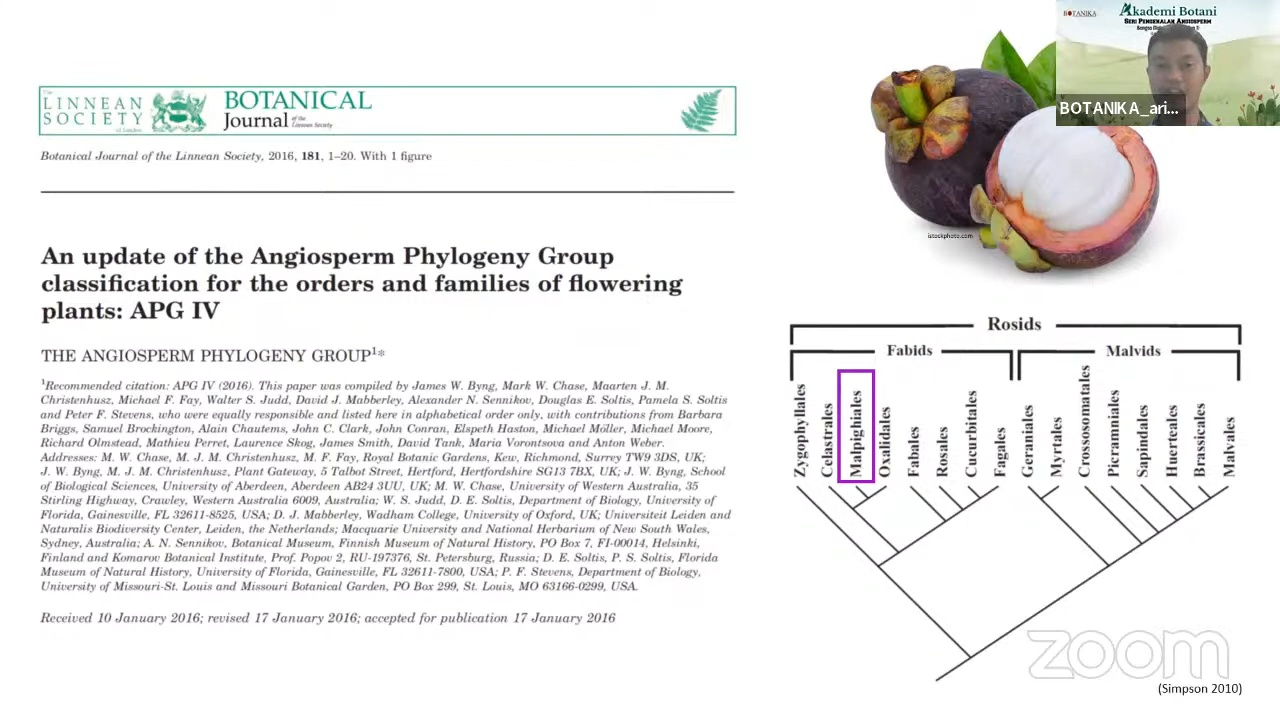 The
LINNEAN
SOCIETY
of London
BOTANICAL
Journal of the Linnean Society
Botanical Journal of the Linnean Society, 2016, 181, 1–20. With 1 figure
An update of the Angiosperm Phylogeny Group
classification for the orders and families of flowering
plants: APG IV
THE ANGIOSPERM PHYLOGENY GROUP1*
1Recommended citation: APG IV (2016). This paper was compiled by James W. Byng, Mark W. Chase, Maarten J. M.
Christenhusz, Michael F. Fay, Walter S. Judd, David J. Mabberley, Alexander N. Sennikov, Douglas E. Soltis, Pamela S. Soltis
and Peter F. Stevens, who were equally responsible and listed here in alphabetical order only, with contributions from Barbara
Briggs, Samuel Brockington, Alain Chautems, John C. Clark, John Conran, Elspeth Haston, Michael Möller, Michael Moore,
Richard Olmstead, Mathieu Perret, Laurence Skog, James Smith, David Tank, Maria Vorontsova and Anton Weber.
Addresses: M. W. Chase, M. J. M. Christenhusz, M. F. Fay, Royal Botanic Gardens, Kew, Richmond, Surrey TW9 3DS, UK;
J. W. Byng, M. J. M. Christenhusz, Plant Gateway, 5 Talbot Street, Hertford, Hertfordshire SG13 7BX, UK; J. W. Byng, School
of Biological Sciences, University of Aberdeen, Aberdeen AB24 3UU, UK; M. W. Chase, University of Western Australia, 35
Stirling Highway, Crawley, Western Australia 6009, Australia; W. S. Judd, D. E. Soltis, Department of Biology, University of
Florida, Gainesville, FL 32611-8525, USA; D. J. Mabberley, Wadham College, University of Oxford, UK; Universiteit Leiden and
Naturalis Biodiversity Center, Leiden, the Netherlands; Macquarie University and National Herbarium of New South Wales,
Sydney, Australia; A. N. Sennikov, Botanical Museum, Finnish Museum of Natural History, PO Box 7, FI-00014, Helsinki,
Finland and Komarov Botanical Institute, Prof. Popov 2, RU-197376, St. Petersburg, Russia; D. E. Soltis, P. S. Soltis, Florida
Museum of Natural History, University of Florida, Gainesville, FL 32611-7800, USA; P. F. Stevens, Department of Biology,
University of Missouri-St. Louis and Missouri Botanical Garden, PO Box 299, St. Louis, MO 63166-0299, USA.
Received 10 January 2016; revised 17 January 2016; accepted for publication 17 January 2016
BOTANIKA
Akademi Botani
SERI PENGENALAN ANGIOSPERM
BOTANIKA_ari...
istockphoto.com
Rosids
Fabids
Malvids
Zygophyllales
Celastrales
Malpighiales
Oxalidales
Fabales
Rosales
Cucurbitales
Fagales
Geraniales
Myrtales
Crossosomatales
Picramniales
Sapindales
Huerteales
Brassicales
Malvales
zoom
(Simpson 2010)